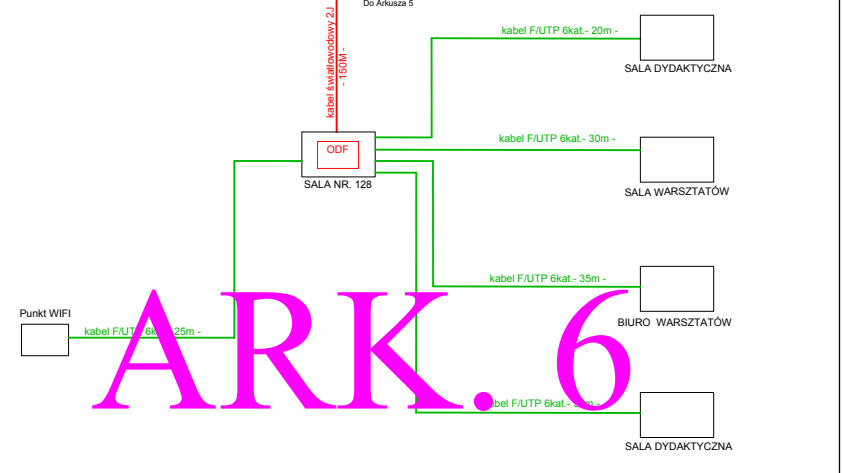 Do Arkusza 5
kabel światłowodowy 2J
- 150M -
kabel F/UTP 6kat.- 20m -
SALA DYDAKTYCZNA
kabel F/UTP 6kat.- 30m -
ODF
SALA NR. 128
SALA WARSZTATÓW
kabel F/UTP 6kat.- 35m -
BIURO WARSZTATÓW
Punkt WIFI
kabel F/UTP 25m -
ARK. 6
kabel F/UTP 6kat.-
SALA DYDAKTYCZNA